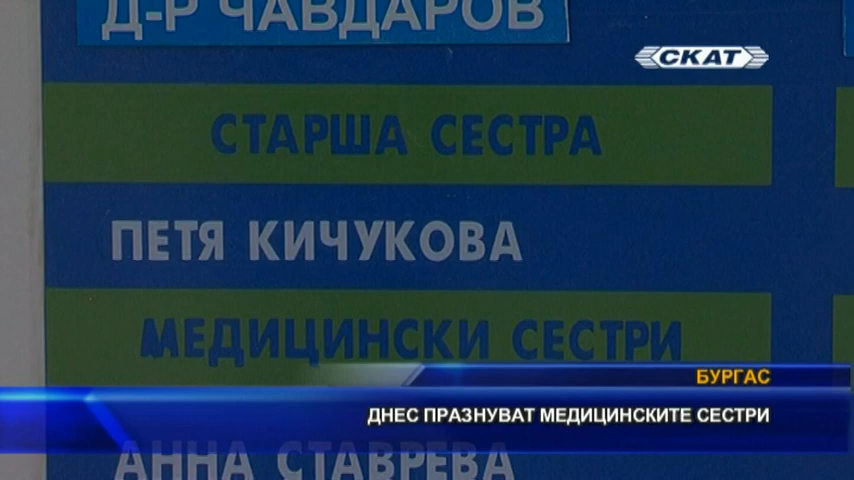 Д-Р ЧАВДАРОВ
СКАТ
СТАРША СЕСТРА
ПЕТЯ КИЧУКОВА
МЕДИЦИНСКИ СЕСТРИ
БУРГАС
ДНЕС ПРАЗНУВАТ МЕДИЦИНСКИТЕ СЕСТРИ
АННА СТАВРЕВА